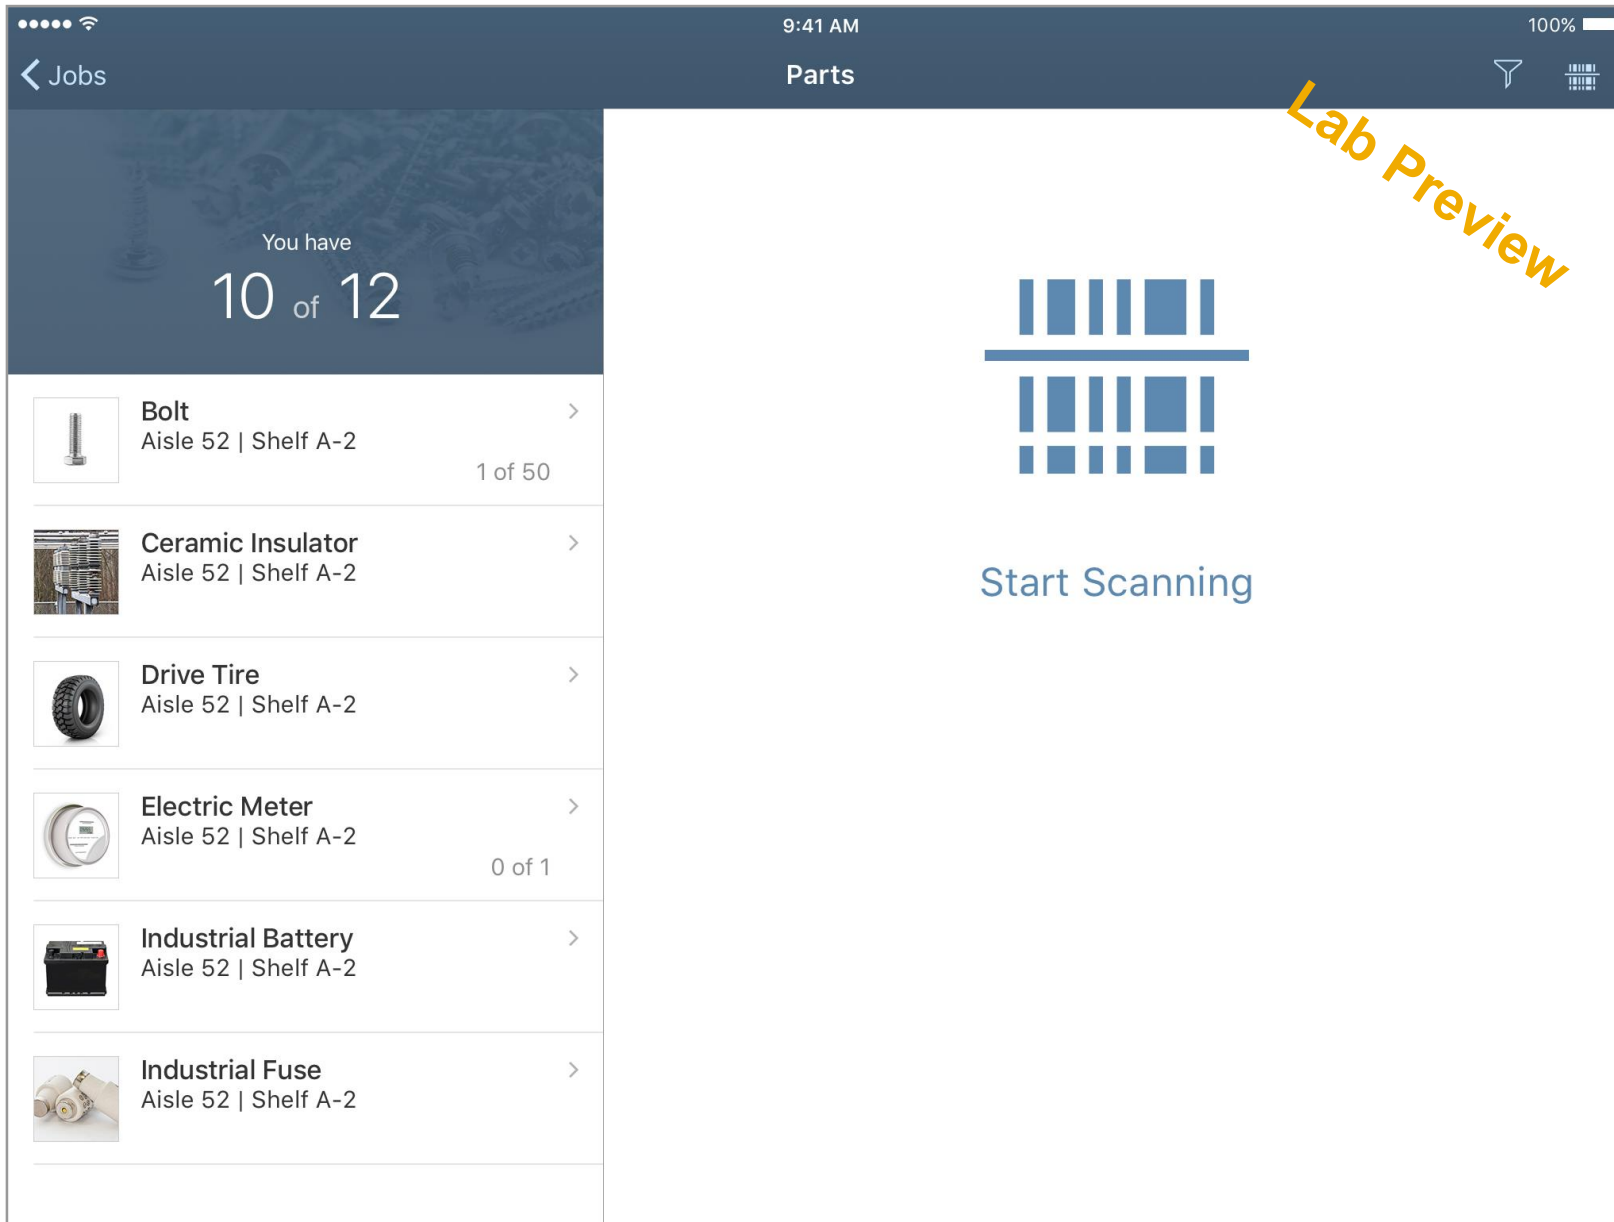 9:41 AM
100%
Jobs
Parts
Lab Preview
You have
10 of 12
Bolt
Aisle 52 | Shelf A-2
1 of 50
Ceramic Insulator
Aisle 52 | Shelf A-2
Drive Tire
Aisle 52 | Shelf A-2
Electric Meter
Aisle 52 | Shelf A-2
0 of 1
Industrial Battery
Aisle 52 | Shelf A-2
Industrial Fuse
Aisle 52 | Shelf A-2
Start Scanning